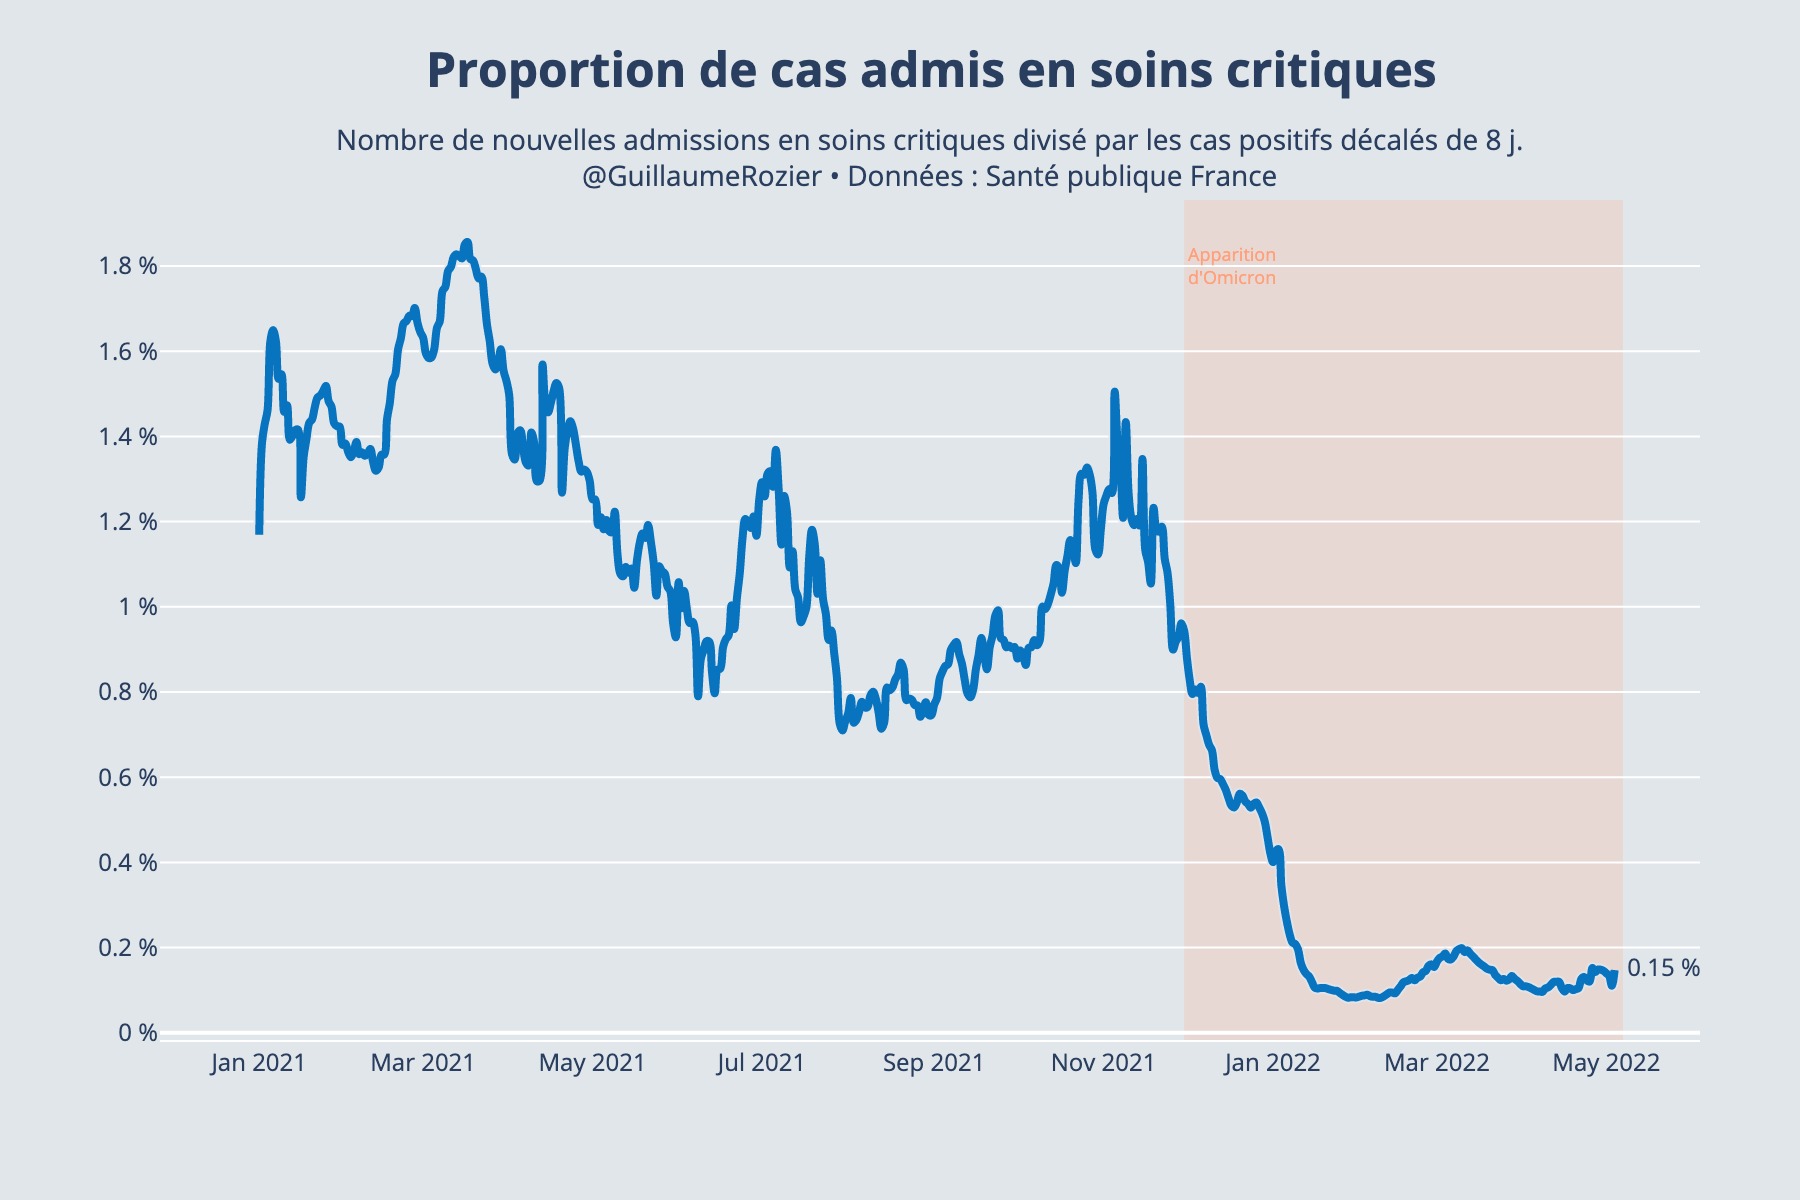 Proportion de cas admis en soins critiques
Nombre de nouvelles admissions en soins critiques divisé par les cas positifs décalés de 8 j.
@GuillaumeRozier • Données : Santé publique France
Apparition
d'Omicron
1.8 %
1.6 %
1.4 %
1.2 %
1 %
0.8 %
0.6 %
0.4 %
0.2 %
0 %
0.15 %
Jan 2021
Mar 2021
May 2021
Jul 2021
Sep 2021
Nov 2021
Jan 2022
Mar 2022
May 2022